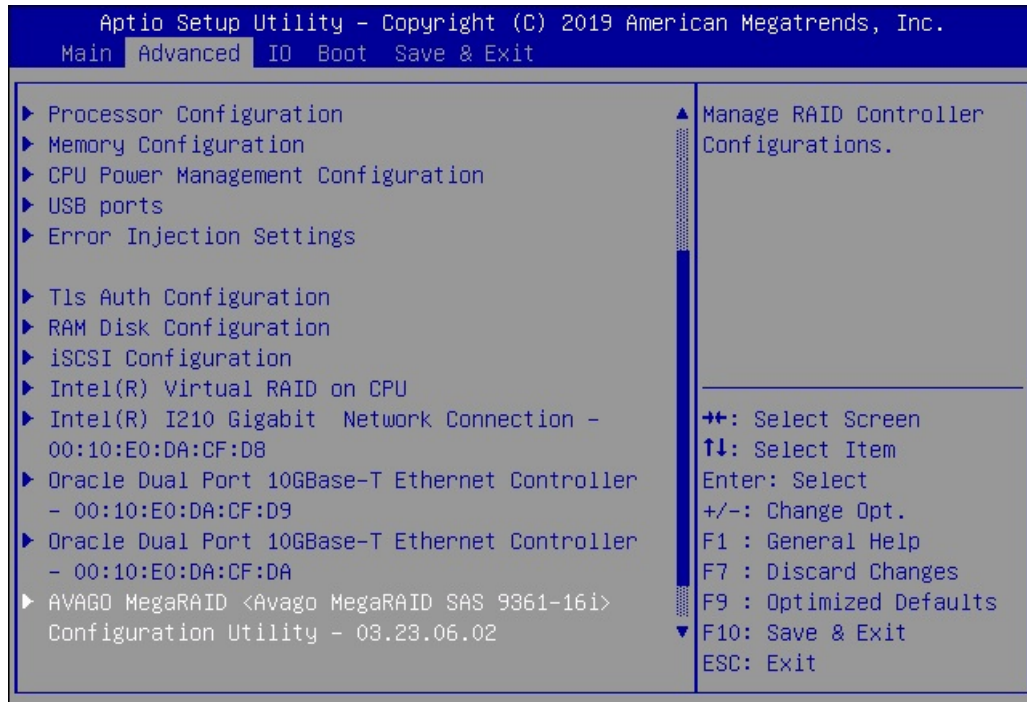 Aptio Setup Utility – Copyright (C) 2019 American Megatrends, Inc.
Main Advanced IO Boot Save & Exit
Processor Configuration
Memory Configuration
CPU Power Management Configuration
USB ports
Error Injection Settings
Tls Auth Configuration
RAM Disk Configuration
iSCSI Configuration
Intel(R) Virtual RAID on CPU
Intel(R) I210 Gigabit  Network Connection –
00:10:E0:DA:CF:D8
Oracle Dual Port 10GBase-T Ethernet Controller
– 00:10:E0:DA:CF:D9
Oracle Dual Port 10GBase-T Ethernet Controller
– 00:10:E0:DA:CF:DA
AVAGO MegaRAID <Avago MegaRAID SAS 9361-16i>
Configuration Utility – 03.23.06.02
Manage RAID Controller
Configurations.
→←: Select Screen
↑↓: Select Item
Enter: Select
+/-: Change Opt.
F1 : General Help
F7 : Discard Changes
F9 : Optimized Defaults
F10: Save & Exit
ESC: Exit